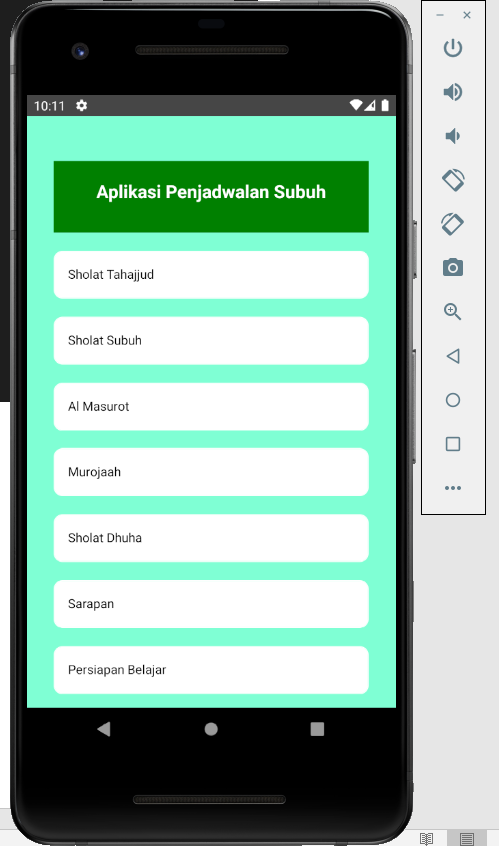 10:11
Aplikasi Penjadwalan Subuh
Sholat Tahajjud
Sholat Subuh
Al Masurot
Murojaah
Sholat Dhuha
Sarapan
Persiapan Belajar